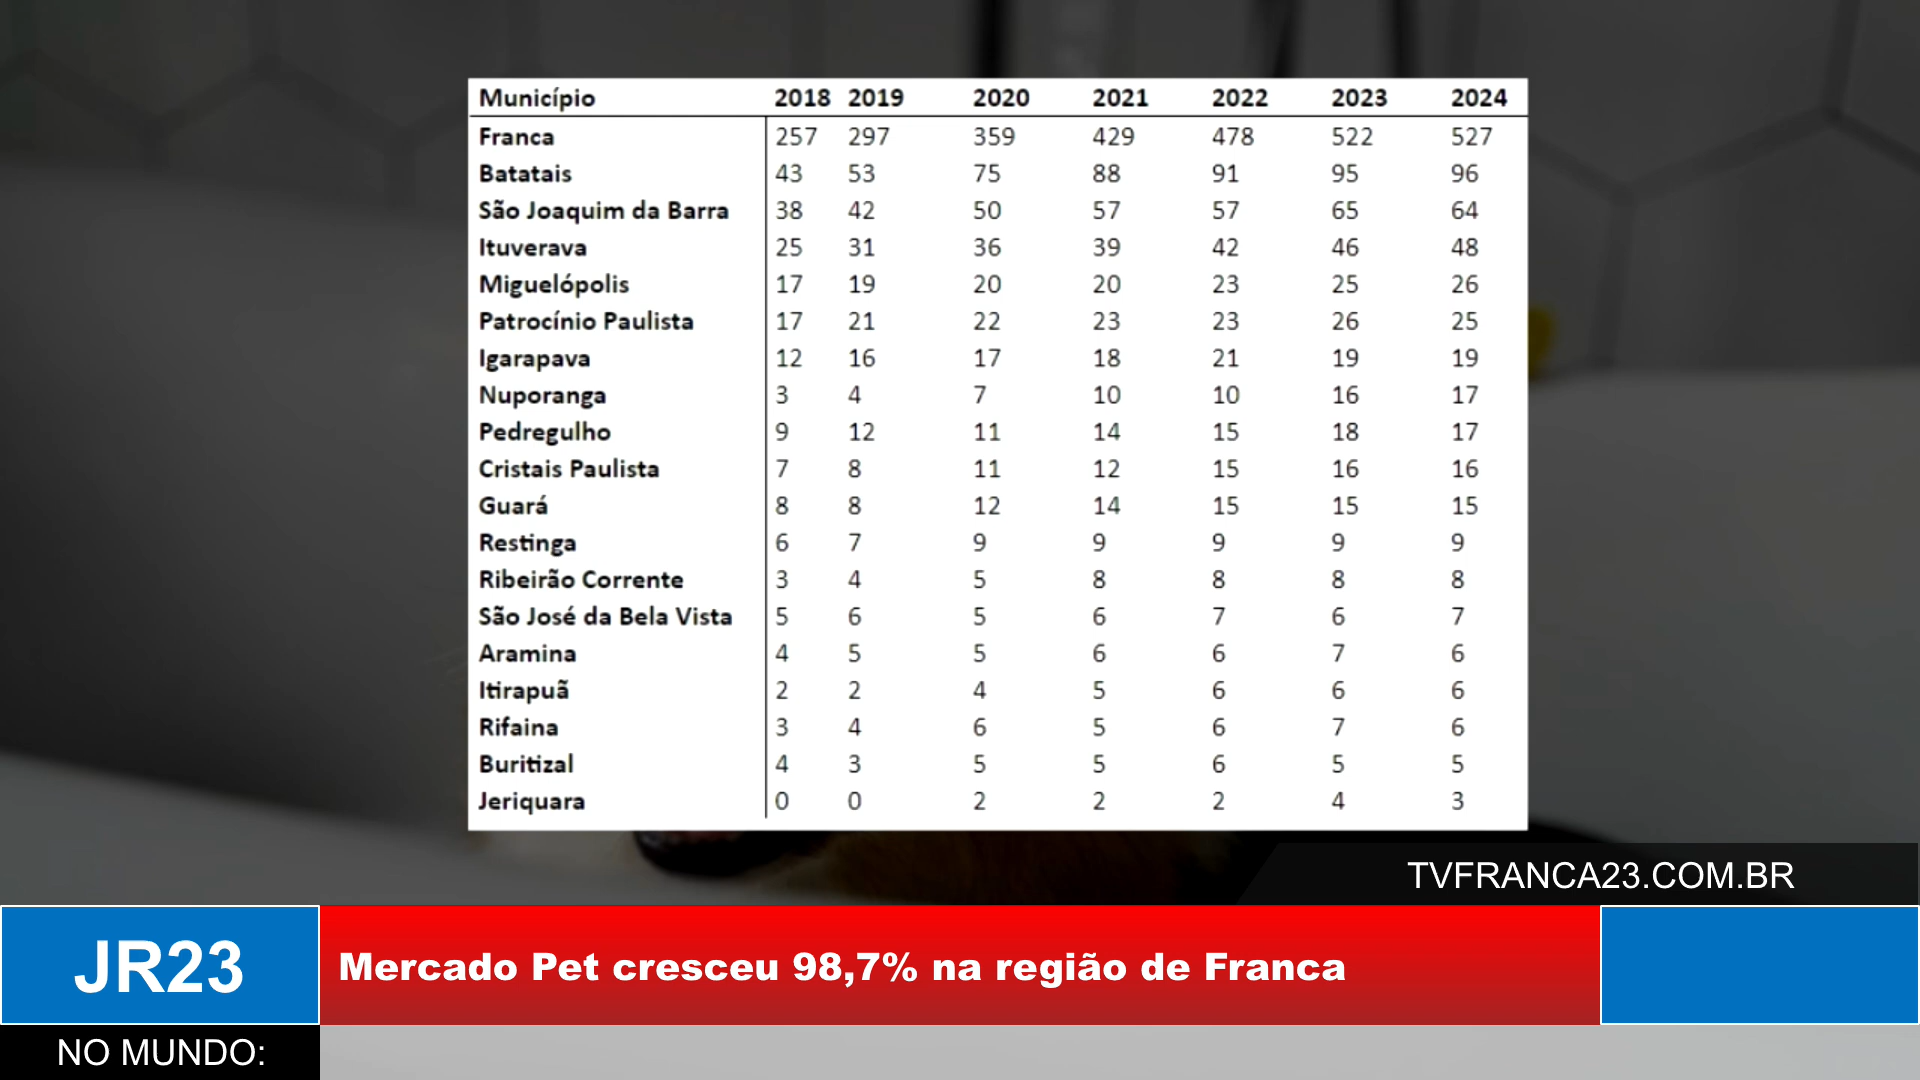 Município 2018 2019 2020 2021 2022 2023 2024
Franca 257 297 359 429 478 522 527
Batatais 43 53 75 88 91 95 96
São Joaquim da Barra 38 42 50 57 57 65 64
Ituverava 25 31 36 39 42 46 48
Miguelópolis 17 19 20 20 23 25 26
Patrocínio Paulista 17 21 22 23 23 26 25
Igarapava 12 16 17 18 21 19 19
Nuporanga 3 4 7 10 10 16 17
Pedregulho 9 12 11 14 15 18 17
Cristais Paulista 7 8 11 12 15 16 16
Guará 8 8 12 14 15 15 15
Restinga 6 7 9 9 9 9 9
Ribeirão Corrente 3 4 5 8 8 8 8
São José da Bela Vista 5 6 5 6 7 6 7
Aramina 4 5 5 6 6 7 6
Itirapuã 2 2 4 5 6 6 6
Rifaina 3 4 6 5 6 7 6
Buritizal 4 3 5 5 6 5 5
Jeriquara 0 0 2 2 2 4 3
TVFRANCA23.COM.BR
JR23
Mercado Pet cresceu 98,7% na região de Franca
NO MUNDO: